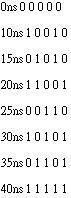 0ns 0 0 0 0 0
10ns 1 0 0 1 0
15ns 0 1 0 1 0
20ns 1 1 0 0 1
25ns 0 0 1 1 0
30ns 1 0 1 0 1
35ns 0 1 1 0 1
40ns 1 1 1 1 1